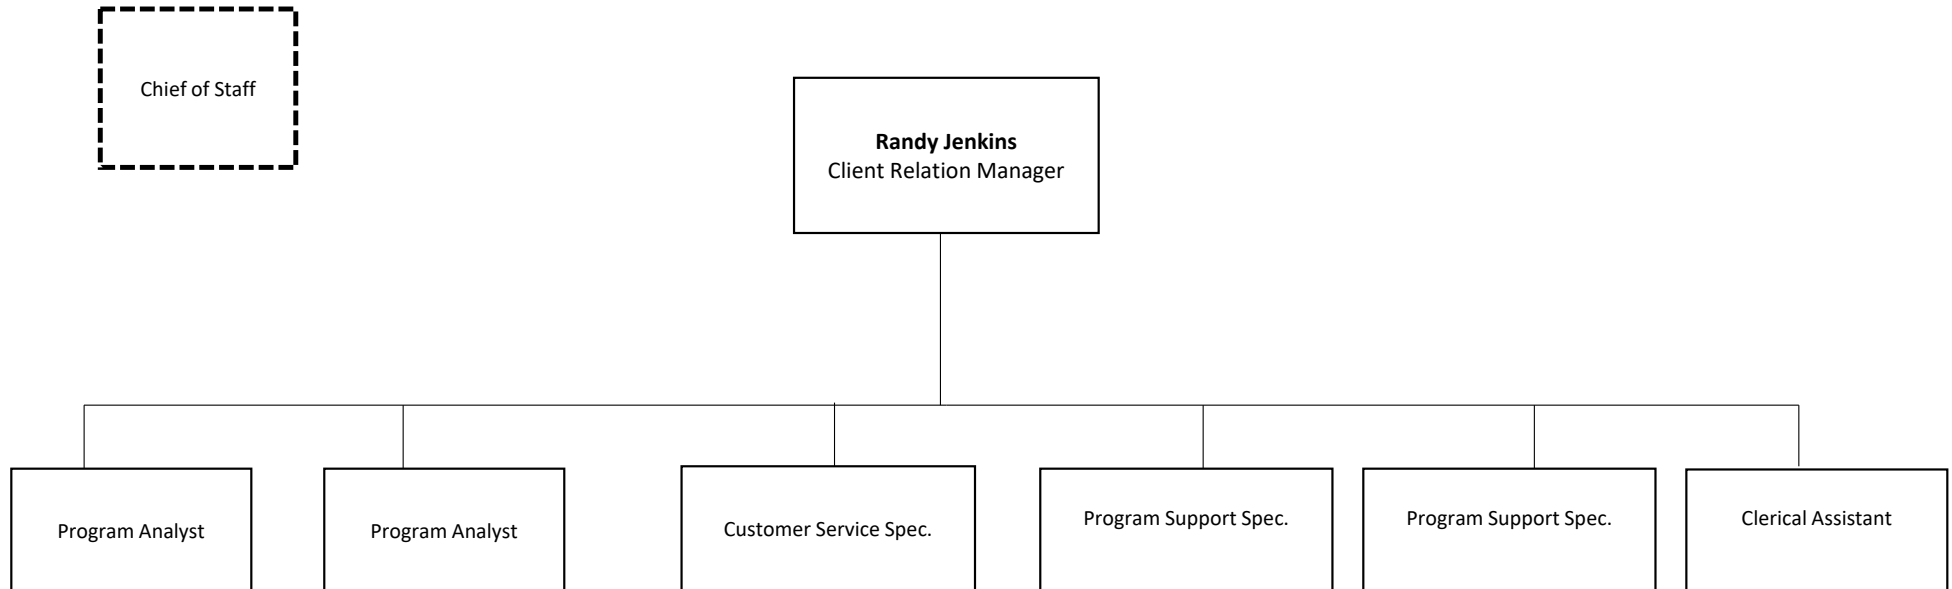 Chief of Staff
Randy Jenkins
Client Relation Manager
Program Analyst
Program Analyst
Customer Service Spec.
Program Support Spec.
Program Support Spec.
Clerical Assistant